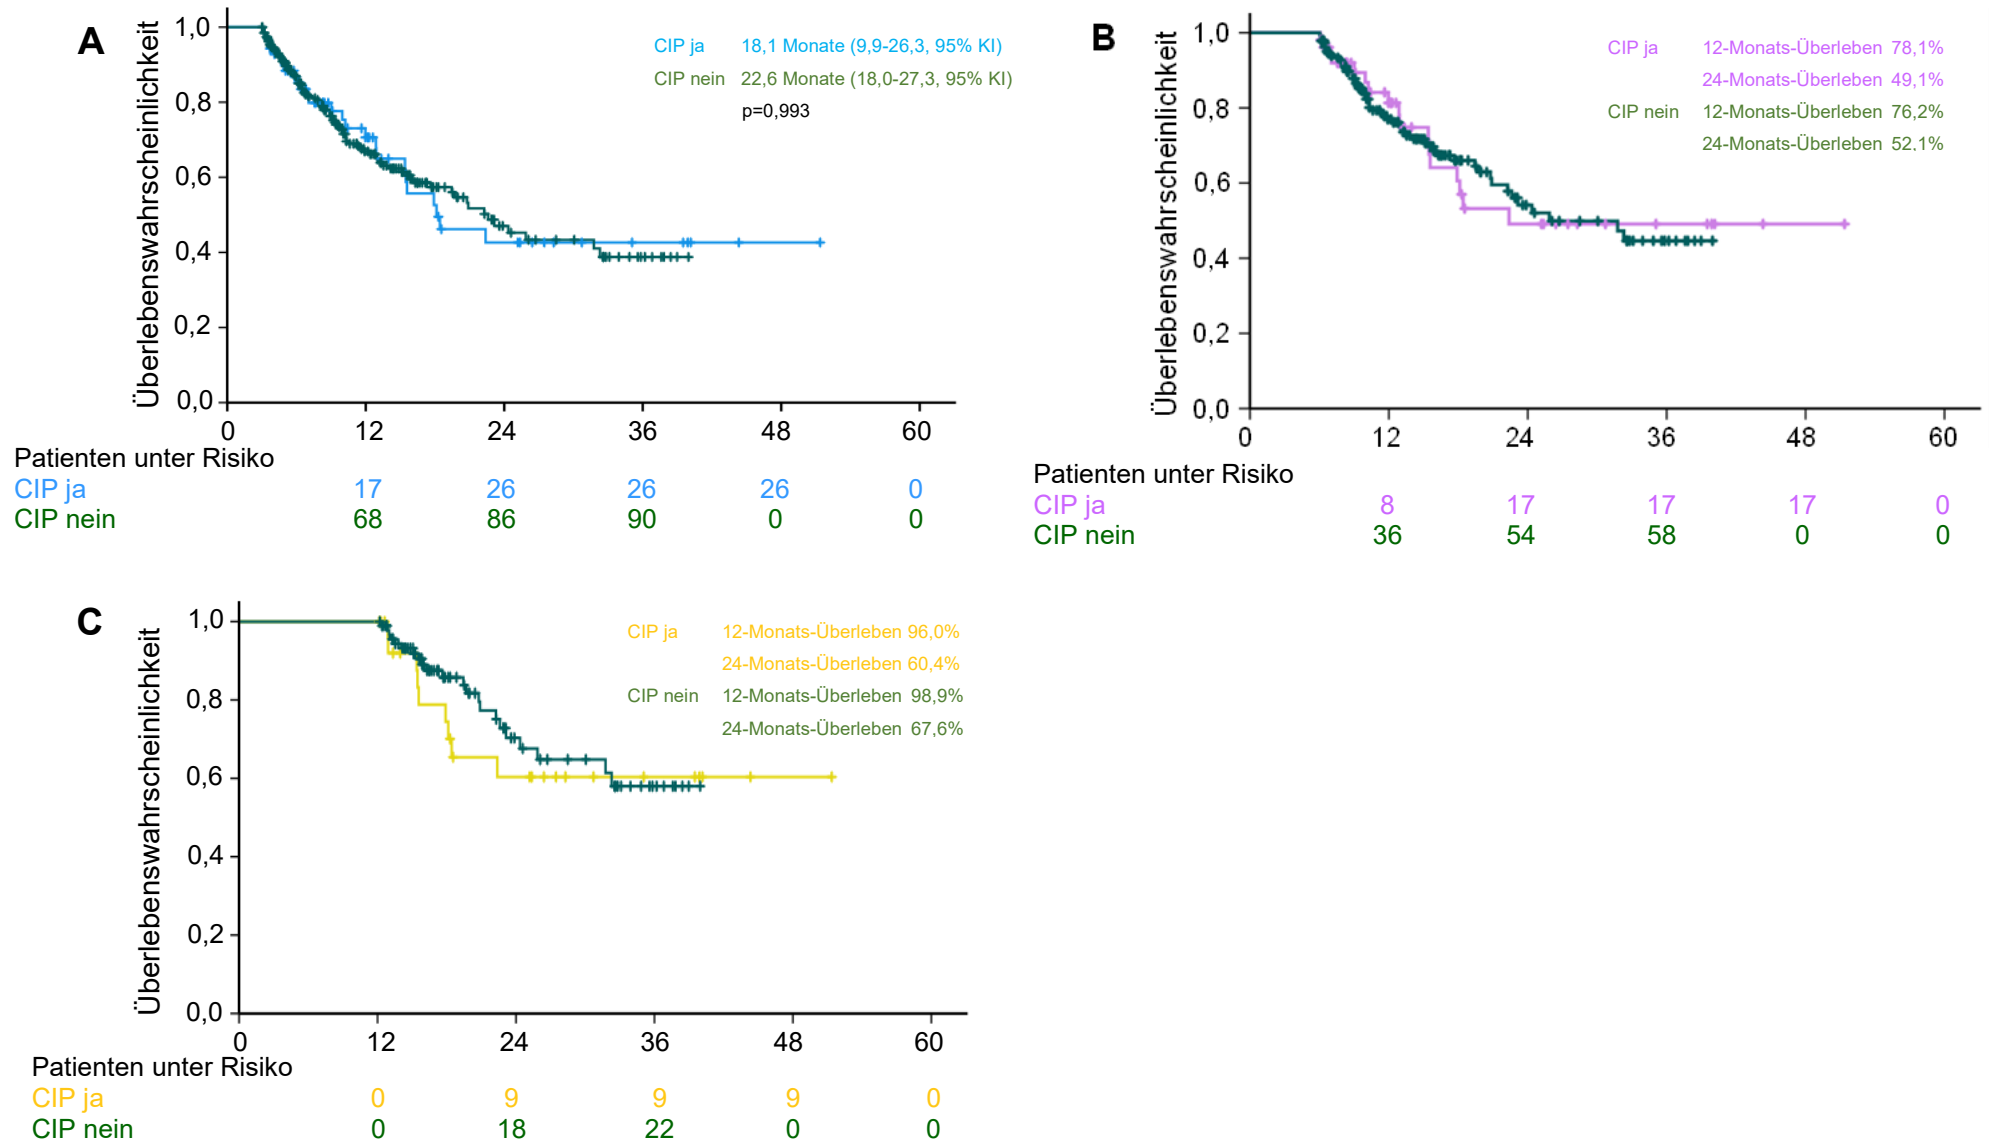 A
Überlebenswahrscheinlichkeit
1,0
0,8
0,6
0,4
0,2
0,0
CIP ja 18,1 Monate (9,9-26,3, 95% KI)
CIP nein 22,6 Monate (18,0-27,3, 95% KI)
p=0,993
0 12 24 36 48 60
Patienten unter Risiko
CIP ja 17 26 26 26 0
CIP nein 68 86 90 0 0
B
Überlebenswahrscheinlichkeit
1,0
0,8
0,6
0,4
0,2
0,0
CIP ja 12-Monats-Überleben 78,1%
24-Monats-Überleben 49,1%
CIP nein 12-Monats-Überleben 76,2%
24-Monats-Überleben 52,1%
0 12 24 36 48 60
Patienten unter Risiko
CIP ja 8 17 17 17 0
CIP nein 36 54 58 0 0
C
Überlebenswahrscheinlichkeit
1,0
0,8
0,6
0,4
0,2
0,0
CIP ja 12-Monats-Überleben 96,0%
24-Monats-Überleben 60,4%
CIP nein 12-Monats-Überleben 98,9%
24-Monats-Überleben 67,6%
0 12 24 36 48 60
Patienten unter Risiko
CIP ja 0 9 9 9 0
CIP nein 0 18 22 0 0